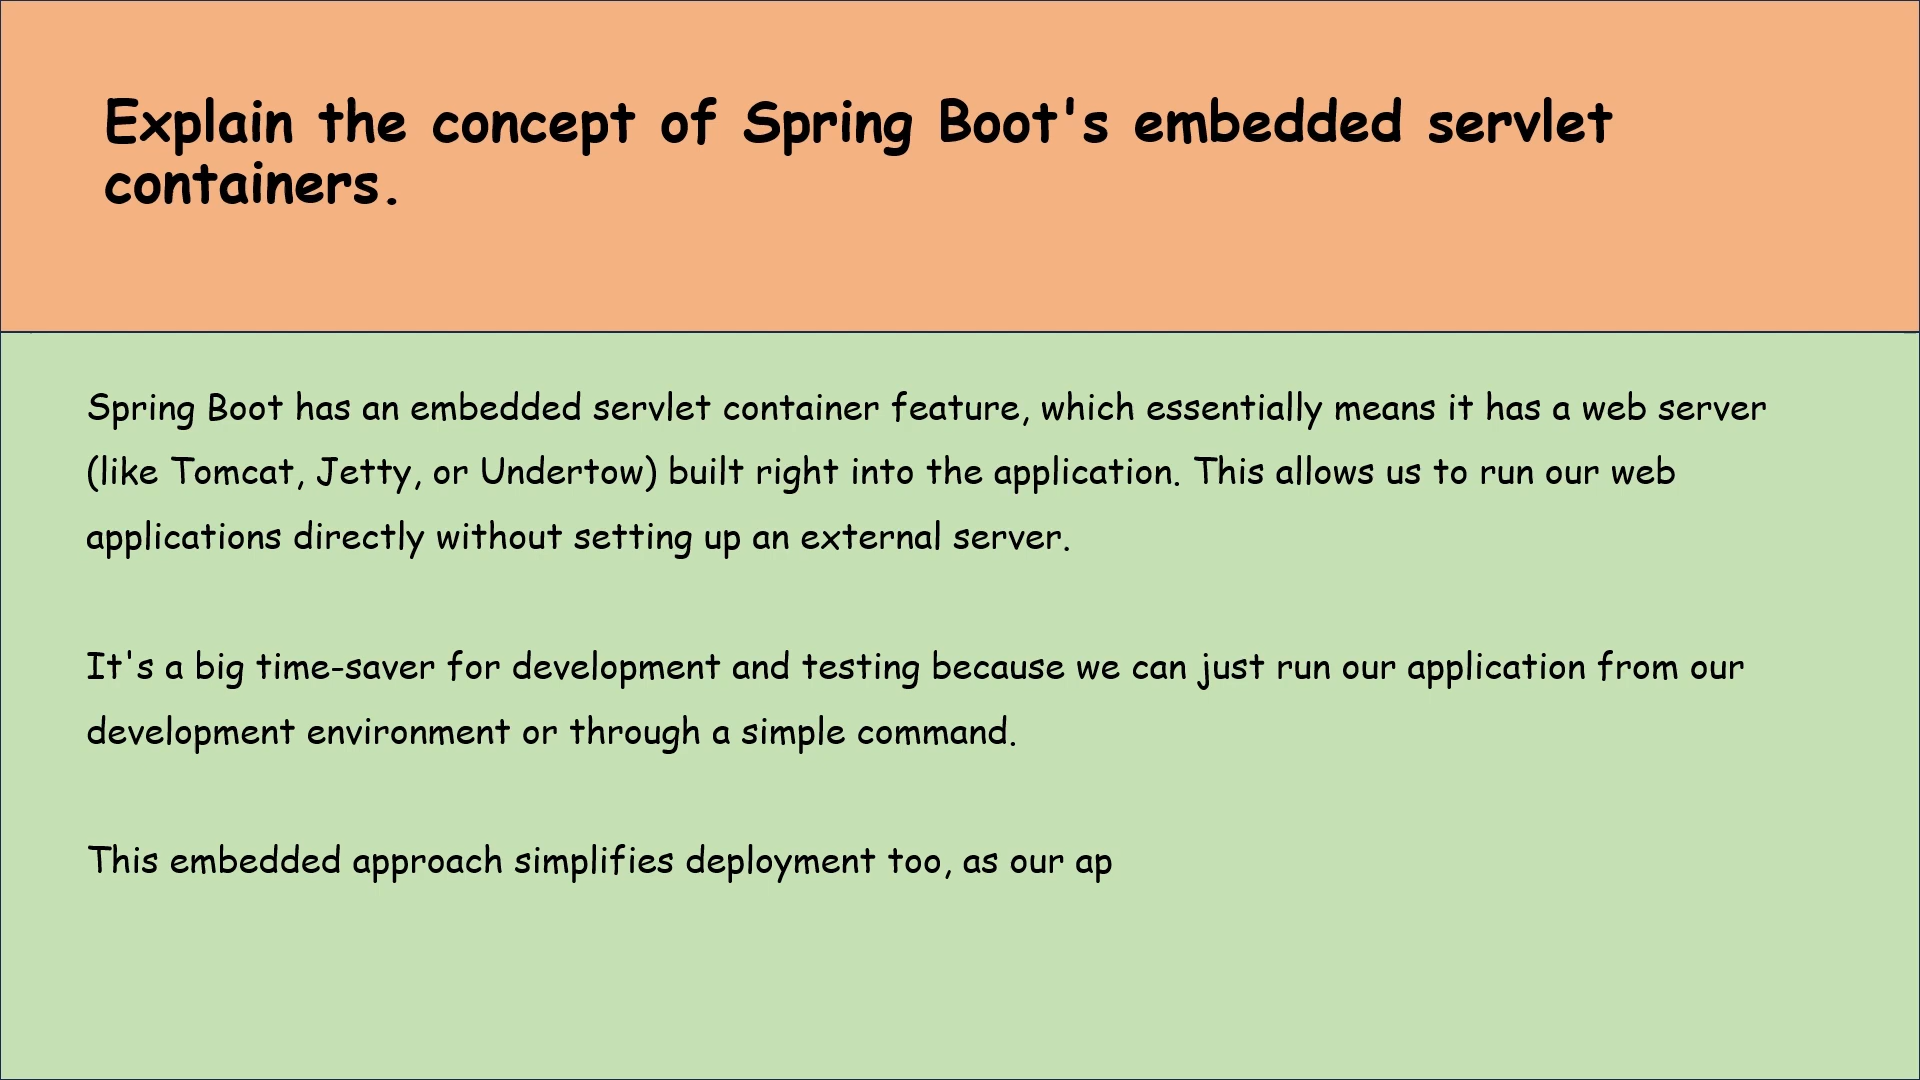 Explain the concept of Spring Boot's embedded servlet
containers.
Spring Boot has an embedded servlet container feature, which essentially means it has a web server
(like Tomcat, Jetty, or Undertow) built right into the application. This allows us to run our web
applications directly without setting up an external server.
It's a big time-saver for development and testing because we can just run our application from our
development environment or through a simple command.
This embedded approach simplifies deployment too, as our ap